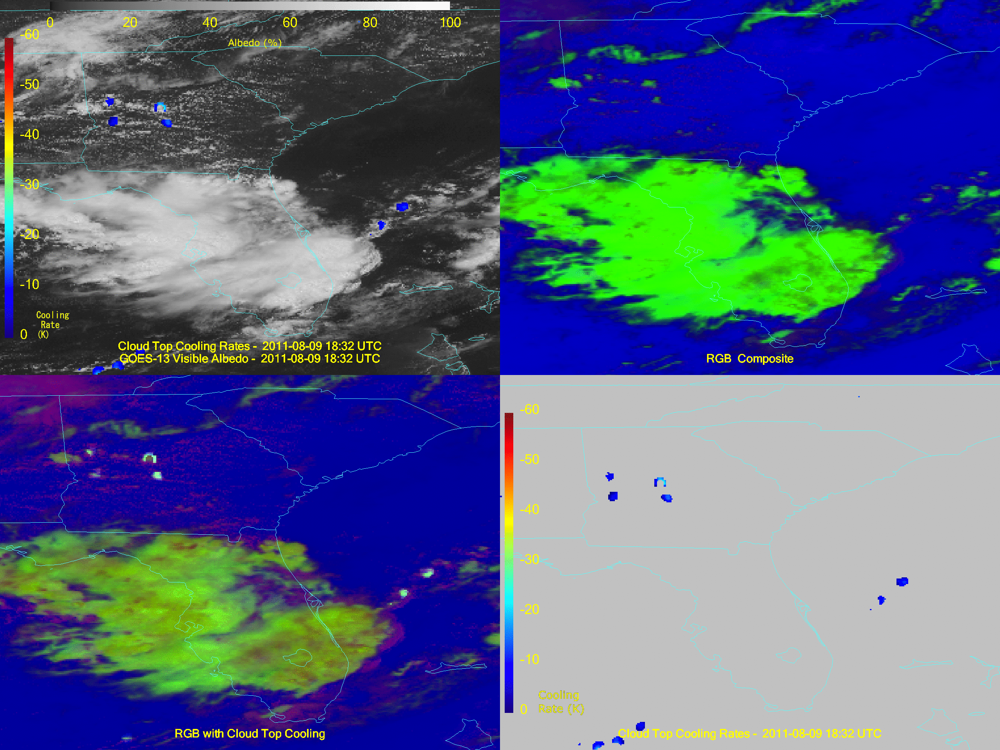 0 20 40 60 80 100
Albedo (%)
-60
-50
-40
-30
-20
-10
0
Cooling
Rate
(K)
Cloud Top Cooling Rates - 2011-08-09 18:32 UTC
GOES-13 Visible Albedo - 2011-08-09 18:32 UTC
RGB Composite
RGB with Cloud Top Cooling
-60
-50
-40
-30
-20
-10
0
Cooling
Rate (K)
Cloud Top Cooling Rates - 2011-08-09 18:32 UTC